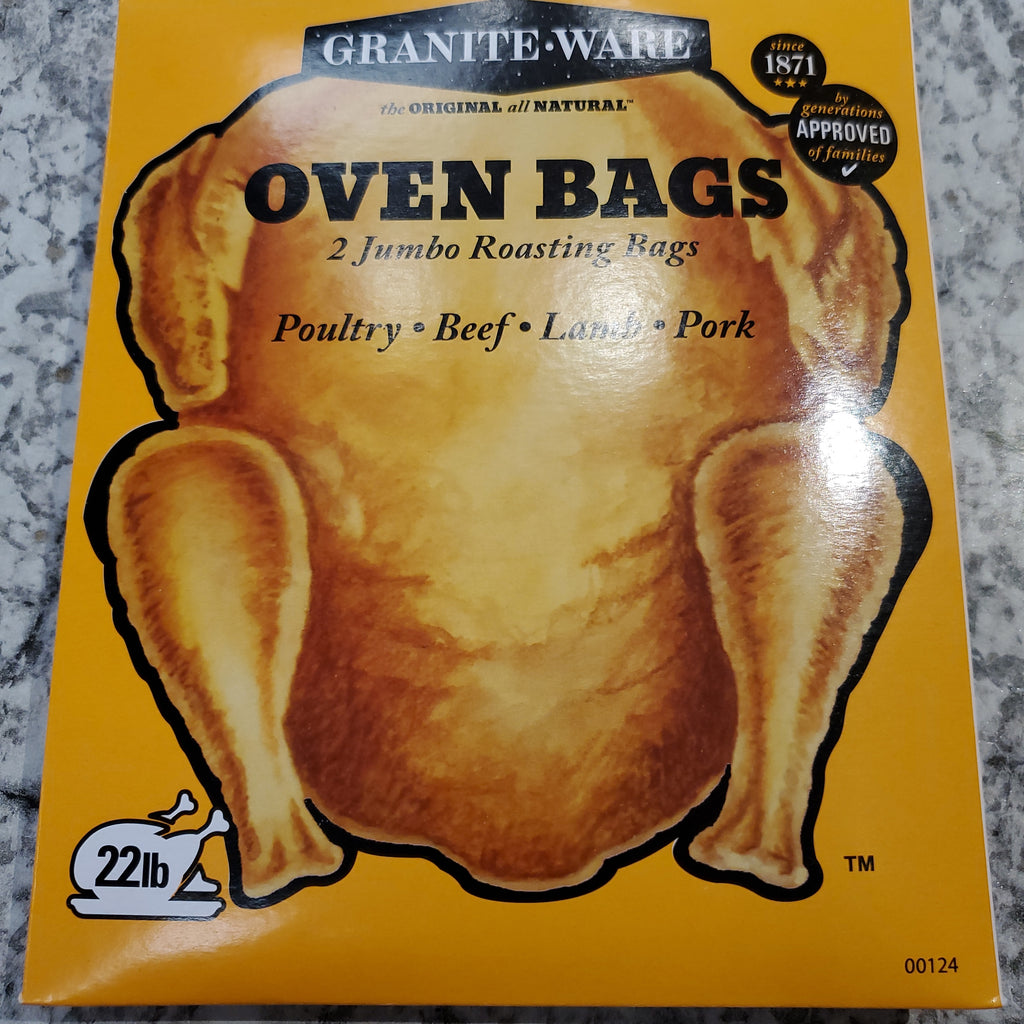 GRANITE·WARE
the ORIGINAL all NATURAL™
since
1871
by
generations
APPROVED
of families
OVEN BAGS
2 Jumbo Roasting Bags
Poultry • Beef • Lamb • Pork
22lb
TM
00124